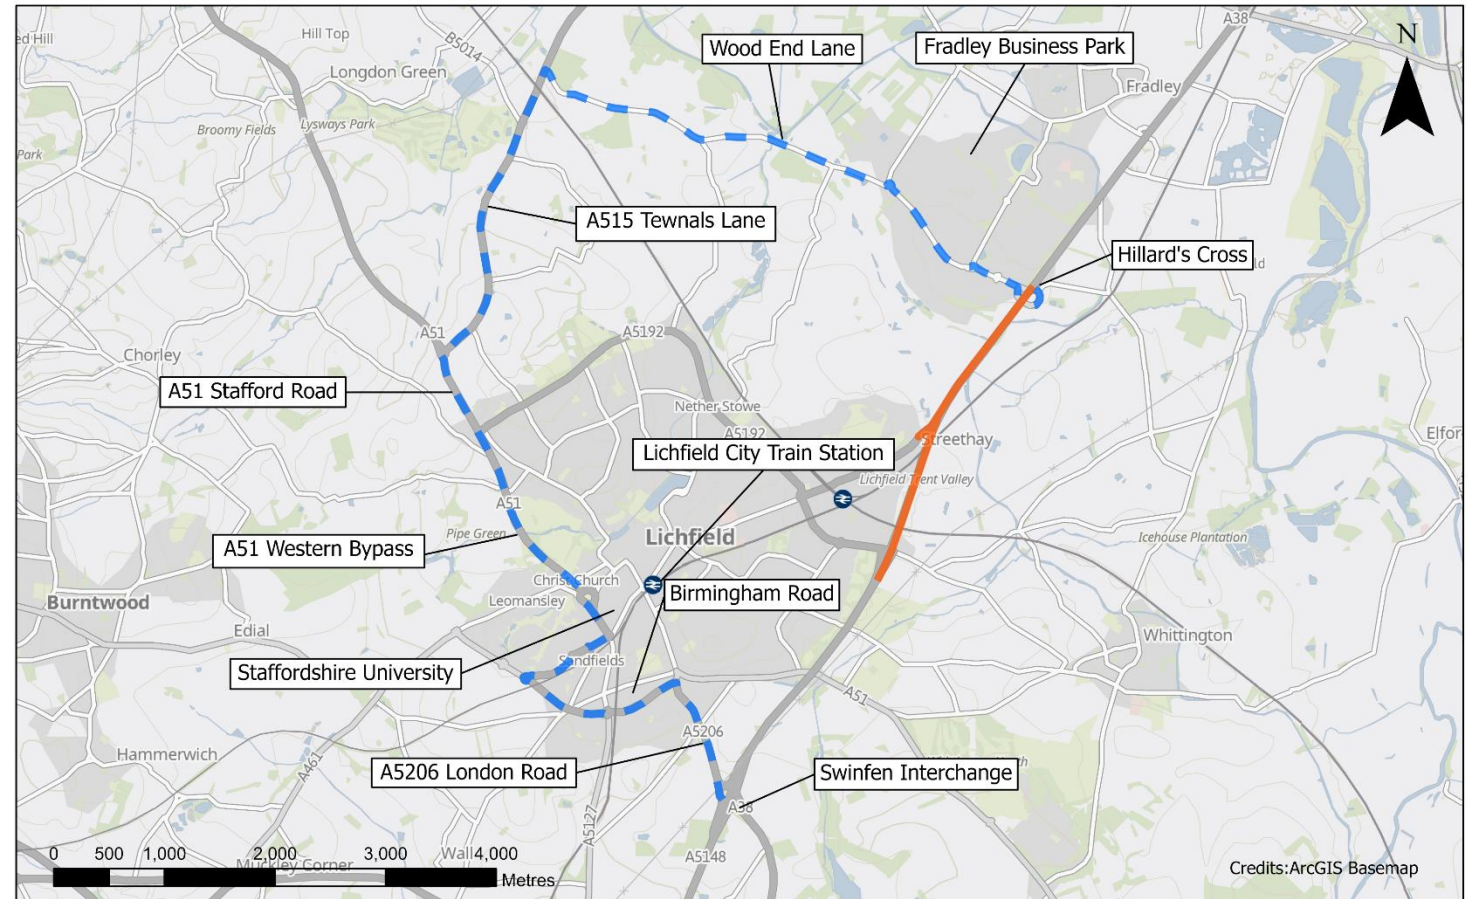 A38
N
ed Hill
Hill Top
B5014
Wood End Lane
Fradley Business Park
Longdon Green
Fradley
Broomy Fields
Lysways Park
Park
A515 Tewnals Lane
Hillard's Cross
A51
A5192
Chorley
A51 Stafford Road
Nether Stowe
A5192
Streethay
Elfor
Lichfield City Train Station
Lichfield Trent Valley
A51
Pipe Green
Lichfield
Icehouse Plantation
A51 Western Bypass
Christ Church
Leomansley
Birmingham Road
Burntwood
Edial
Whittington
Sandfields
Staffordshire University
A51
A5206
Hammerwich
A461
A5206 London Road
Swinfen Interchange
A38
A5127
0 500 1,000 2,000 3,000 4,000
Metres
Muckley Corner
Wall
A5148
Credits:ArcGIS Basemap